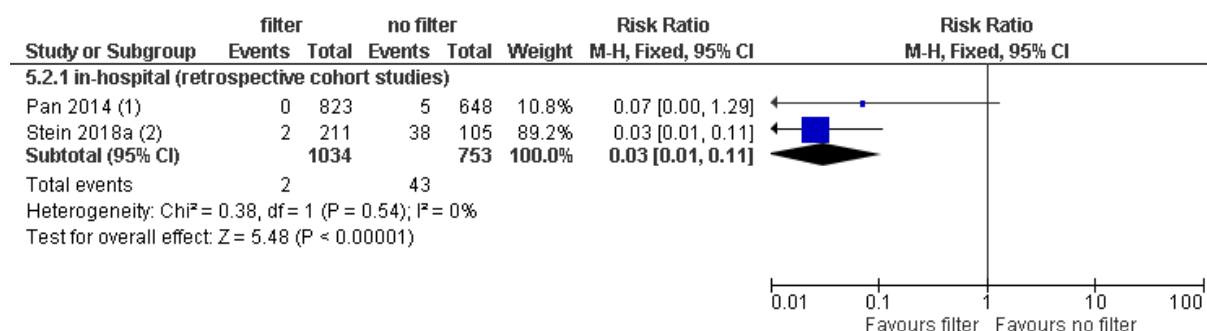 filter no filter Risk Ratio Risk Ratio
Study or Subgroup Events Total Events Total Weight M-H, Fixed, 95% CI M-H, Fixed, 95% CI
5.2.1 in-hospital (retrospective cohort studies)
Pan 2014 (1) 0 823 5 648 10.8% 0.07 [0.00, 1.29]
Stein 2018a (2) 2 211 38 105 89.2% 0.03 [0.01, 0.11]
Subtotal (95% CI) 1034 753 100.0% 0.03 [0.01, 0.11]
Total events 2 43
Heterogeneity: Chi² = 0.38, df = 1 (P = 0.54); I² = 0%
Test for overall effect: Z = 5.48 (P < 0.00001)
0.01 0.1 1 10 100
Favours filter Favours no filter